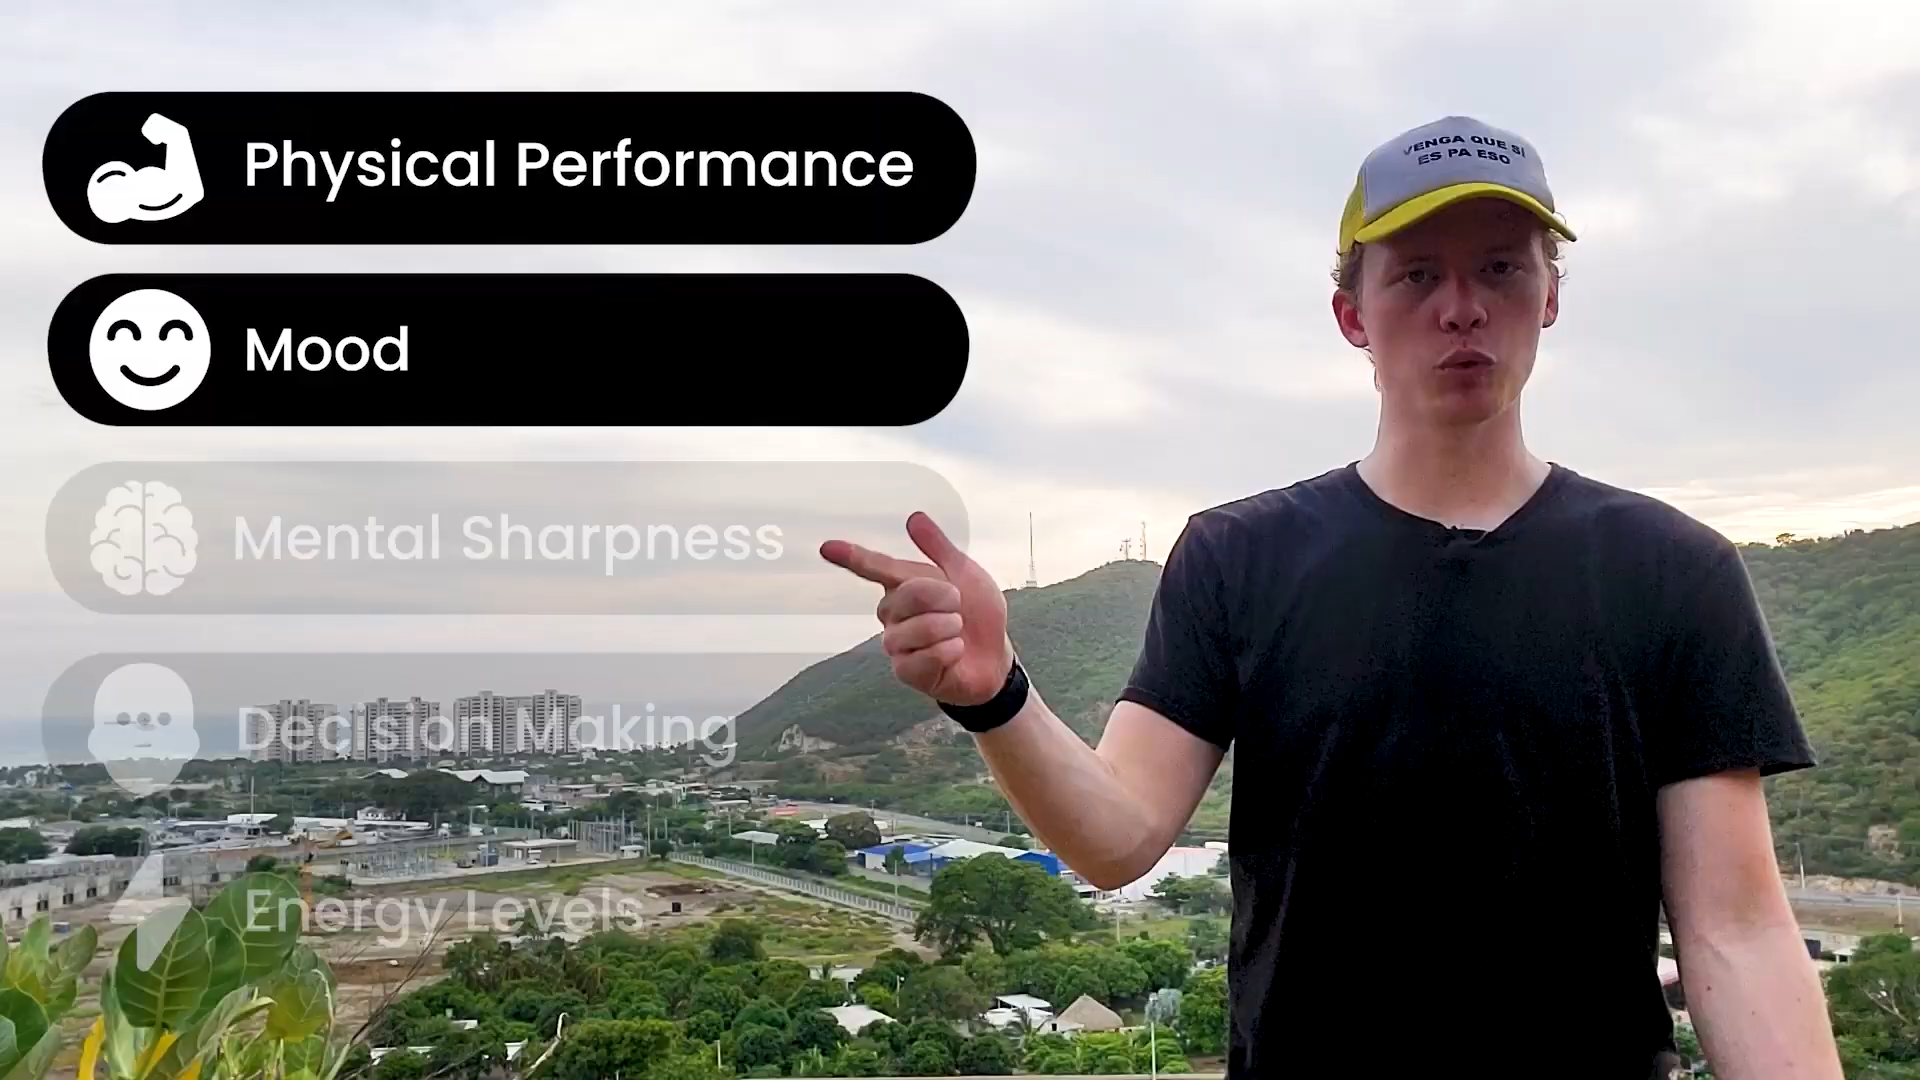 Physical Performance
Mood
Mental Sharpness
Decision Making
Energy Levels
VENGA QUE SI
ES PA ESO